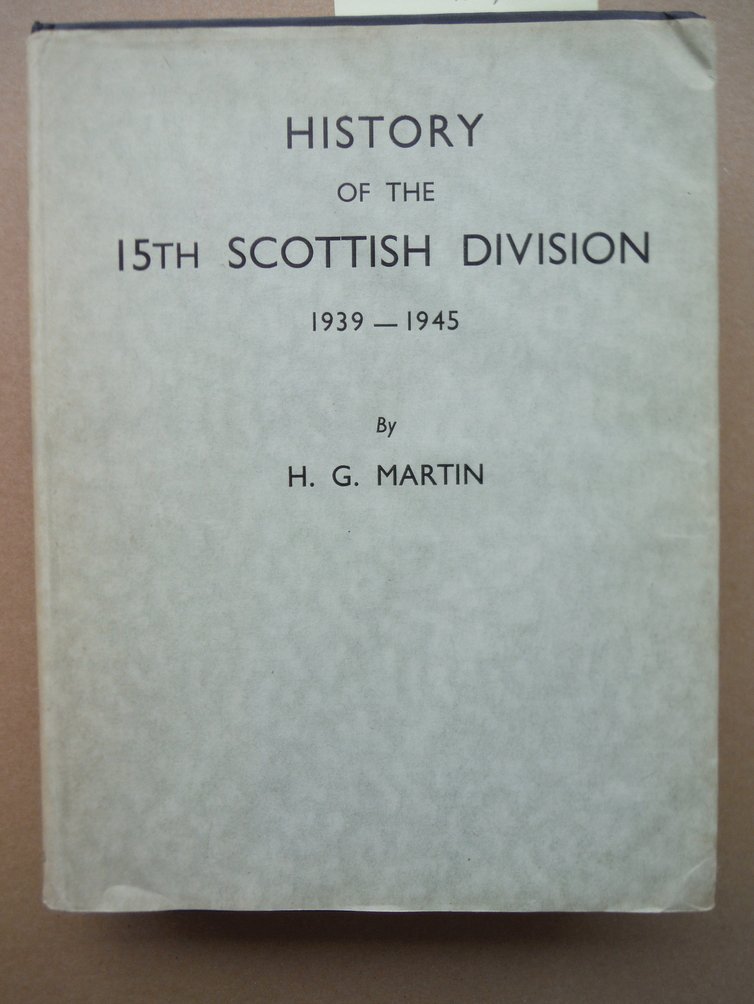 HISTORY
OF THE
15TH SCOTTISH DIVISION
1939 — 1945
By
H. G. MARTIN